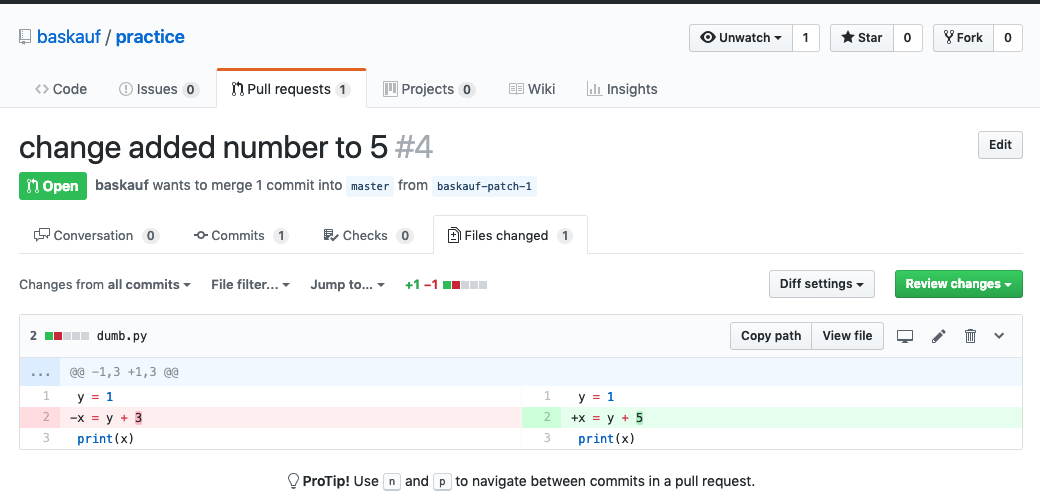 baskauf / practice
Unwatch 1 Star 0 Fork 0
Code Issues 0 Pull requests 1 Projects 0 Wiki Insights
change added number to 5 #4
Edit
Open baskauf wants to merge 1 commit into master from baskauf-patch-1
Conversation 0 Commits 1 Checks 0 Files changed 1
Changes from all commits File filter... Jump to... +1 −1 Diff settings Review changes
2 dumb.py Copy path View file
... @@ -1,3 +1,3 @@
1 y = 1 1 y = 1
2 -x = y + 3 2 +x = y + 5
3 print(x) 3 print(x)
ProTip! Use n and p to navigate between commits in a pull request.